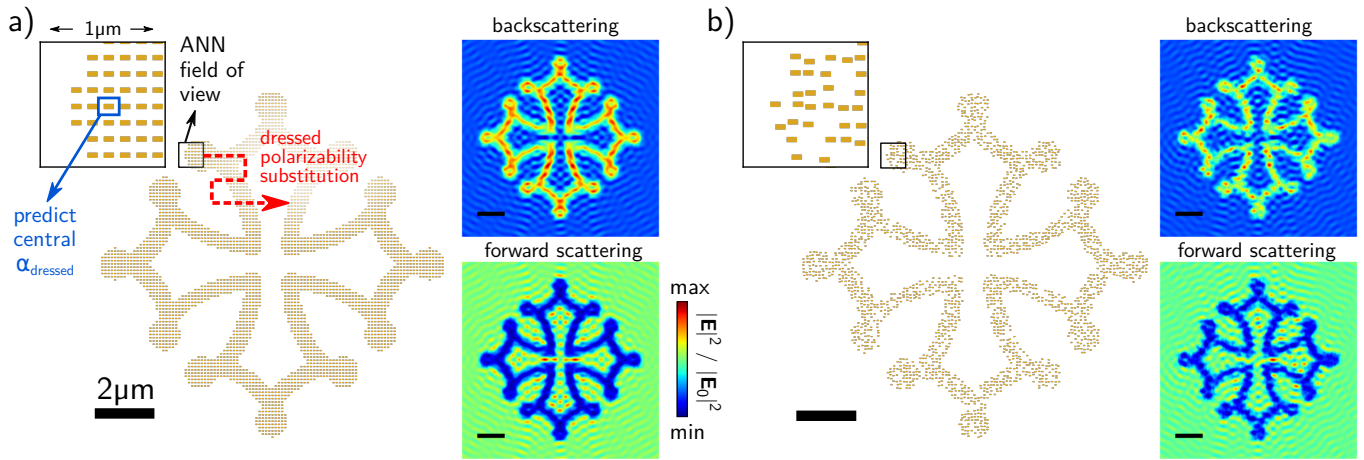 a)
1µm
ANN
field of
view
predict
central
αdressed
dressed
polarizability
substitution
2µm
backscattering
forward scattering
max
|E|² / |E₀|²
min
b)
backscattering
forward scattering